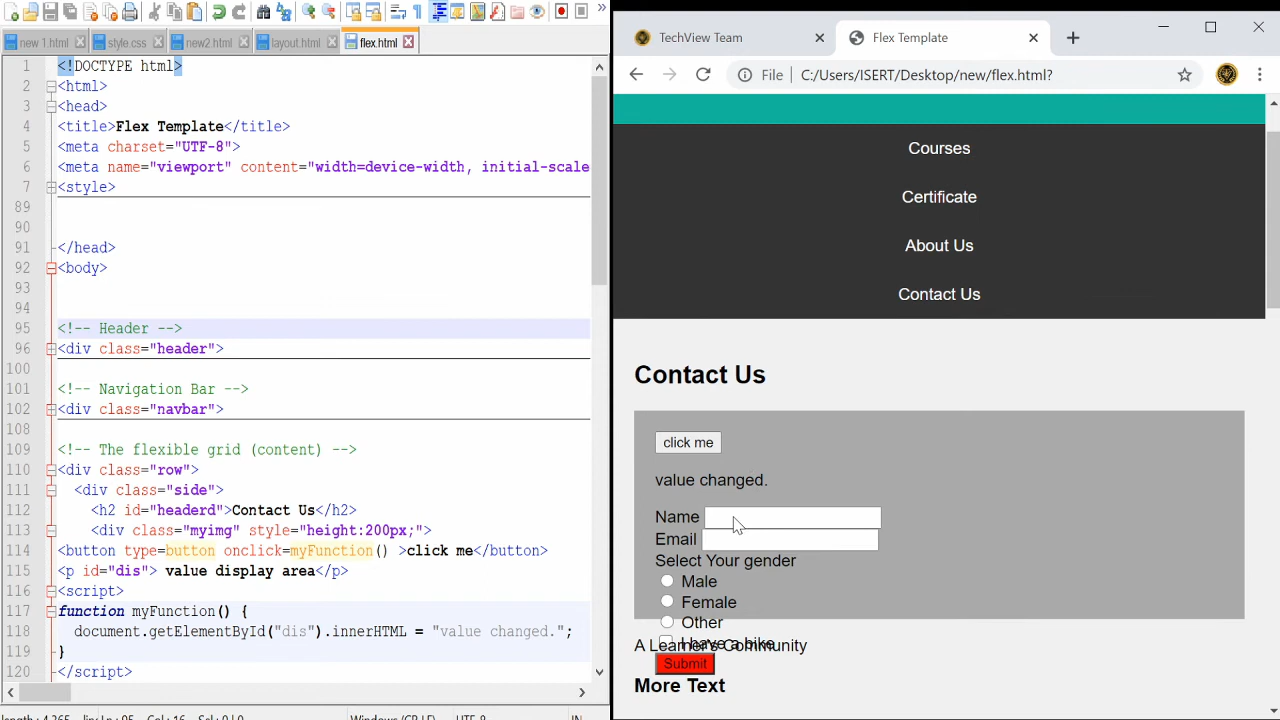 new 1.html
style.css
new2.html
layout.html
flex.html
1 <!DOCTYPE html>
2 <html>
3 <head>
4 <title>Flex Template</title>
5 <meta charset="UTF-8">
6 <meta name="viewport" content="width=device-width, initial-scale
7 <style>
89
90
91 </head>
92 <body>
93
94
95 <!-- Header -->
96 <div class="header">
100
101 <!-- Navigation Bar -->
102 <div class="navbar">
108
109 <!-- The flexible grid (content) -->
110 <div class="row">
111 <div class="side">
112 <h2 id="headerd">Contact Us</h2>
113 <div class="myimg" style="height:200px;">
114 <button type=button onclick=myFunction() >click me</button>
115 <p id="dis"> value display area</p>
116 <script>
117 function myFunction() {
118 document.getElementById("dis").innerHTML = "value changed.";
119 }
120 </script>
TechView Team
Flex Template
File
C:/Users/ISERT/Desktop/new/flex.html?
Courses
Certificate
About Us
Contact Us
Contact Us
click me
value changed.
Name
Email
Select Your gender
Male
Female
Other
I have a bike
A Learner's Community
Submit
More Text